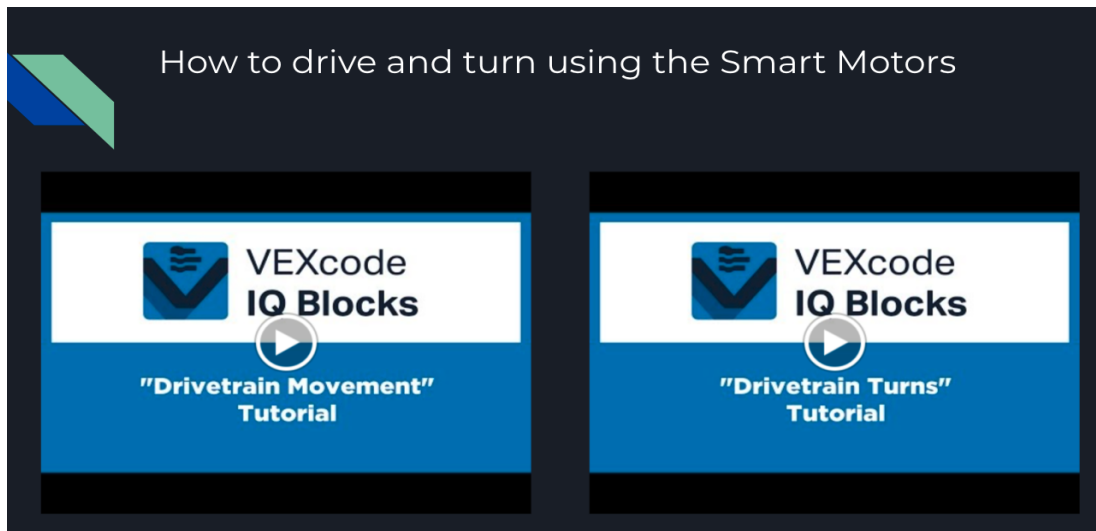 How to drive and turn using the Smart Motors
VEXcode
IQ Blocks
"Drivetrain Movement"
Tutorial
VEXcode
IQ Blocks
"Drivetrain Turns"
Tutorial